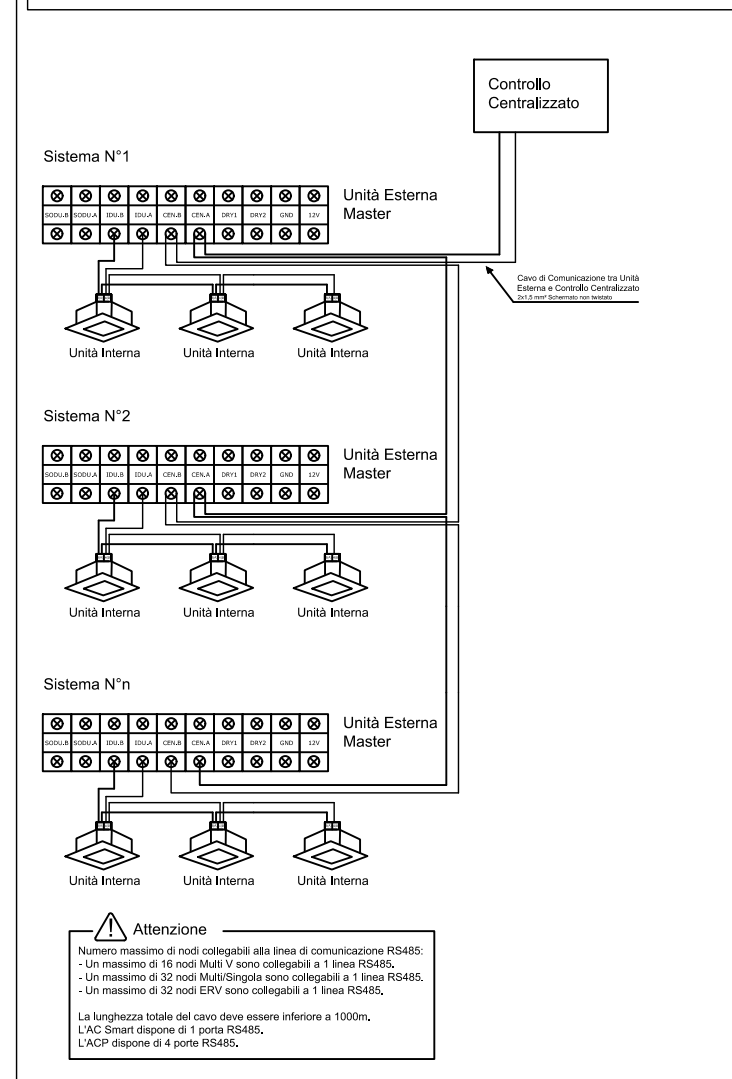 Controllo
Centralizzato
Sistema N°1
SODU.B SODU.A IDU.B IDU.A CEN.B CEN.A DRY1 DRY2 GND 12V
Unità Esterna
Master
Cavo di Comunicazione tra Unità
Esterna e Controllo Centralizzato
2x1,5 mm² Schermato non twistato
Unità Interna Unità Interna Unità Interna
Sistema N°2
SODU.B SODU.A IDU.B IDU.A CEN.B CEN.A DRY1 DRY2 GND 12V
Unità Esterna
Master
Unità Interna Unità Interna Unità Interna
Sistema N°n
SODU.B SODU.A IDU.B IDU.A CEN.B CEN.A DRY1 DRY2 GND 12V
Unità Esterna
Master
Unità Interna Unità Interna Unità Interna
Attenzione
Numero massimo di nodi collegabili alla linea di comunicazione RS485:
- Un massimo di 16 nodi Multi V sono collegabili a 1 linea RS485.
- Un massimo di 32 nodi Multi/Singola sono collegabili a 1 linea RS485.
- Un massimo di 32 nodi ERV sono collegabili a 1 linea RS485.
La lunghezza totale del cavo deve essere inferiore a 1000m.
L'AC Smart dispone di 1 porta RS485.
L'ACP dispone di 4 porte RS485.